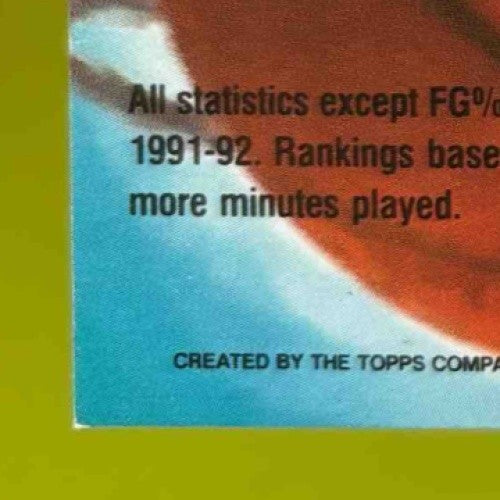 All statistics except FG%
1991-92. Rankings base
more minutes played.
CREATED BY THE TOPPS COMPA